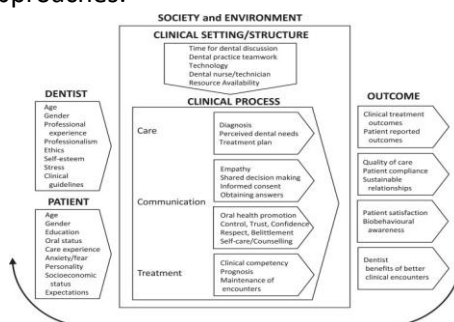 pproaches.
SOCIETY and ENVIRONMENT
CLINICAL SETTING/STRUCTURE
Time for dental discussion
Dental practice teamwork
Technology
Dental nurse/technician
Resource Availability
DENTIST
Age
Gender
Professional
experience
Professionalism
Ethics
Self-esteem
Stress
Clinical
guidelines
PATIENT
Age
Gender
Education
Oral status
Care experience
Anxiety/fear
Personality
Socioeconomic
status
Expectations
CLINICAL PROCESS
Care
Diagnosis
Perceived dental needs
Treatment plan
Communication
Empathy
Shared decision making
Informed consent
Obtaining answers
Oral health promotion
Control, Trust, Confidence
Respect, Belittlement
Self-care/Counselling
Treatment
Clinical competency
Prognosis
Maintenance of
encounters
OUTCOME
Clinical treatment
outcomes
Patient reported
outcomes
Quality of care
Patient compliance
Sustainable
relationships
Patient satisfaction
Biobehavioural
awareness
Dentist
benefits of better
clinical encounters